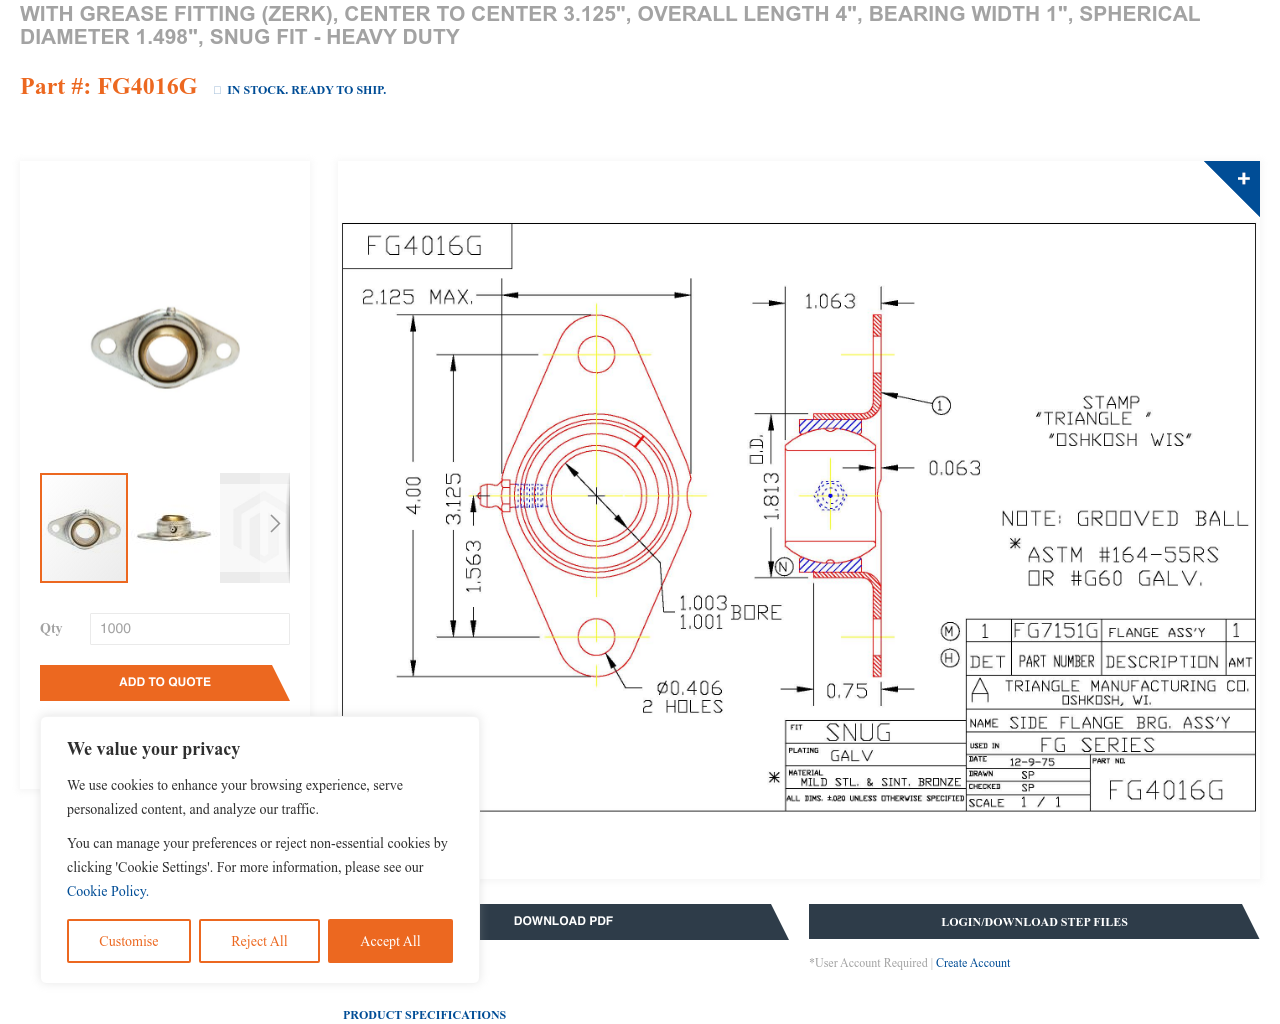 WITH GREASE FITTING (ZERK), CENTER TO CENTER 3.125", OVERALL LENGTH 4", BEARING WIDTH 1", SPHERICAL
DIAMETER 1.498", SNUG FIT - HEAVY DUTY
Part #: FG4016G
IN STOCK. READY TO SHIP.
+
FG4016G
2.125 MAX.
1.063
1
STAMP
"TRIANGLE "
"OSHKOSH WIS"
O.D.
0.063
4.00
3.125
1.813
1.563
NOTE: GROOVED BALL
* ASTM #164-55RS
OR #G60 GALV.
N
1.003
1.001
BORE
Ø0.406
2 HOLES
0.75
M 1 FG7151G FLANGE ASS'Y 1
H DET PART NUMBER DESCRIPTION AMT
A TRIANGLE MANUFACTURING CO.
OSHKOSH, WI.
FIT SNUG
NAME SIDE FLANGE BRG. ASS'Y
PLATING GALV
USED IN FG SERIES
* MATERIAL MILD STL. & SINT. BRONZE
DATE 12-9-75
PART NO.
DRAWN SP
CHECKED SP
FG4016G
ALL DIMS. ±.020 UNLESS OTHERWISE SPECIFIED
SCALE 1 / 1
Qty
1000
ADD TO QUOTE
We value your privacy
We use cookies to enhance your browsing experience, serve
personalized content, and analyze our traffic.
You can manage your preferences or reject non-essential cookies by
clicking 'Cookie Settings'. For more information, please see our
Cookie Policy.
Customise
Reject All
Accept All
DOWNLOAD PDF
LOGIN/DOWNLOAD STEP FILES
*User Account Required | Create Account
PRODUCT SPECIFICATIONS